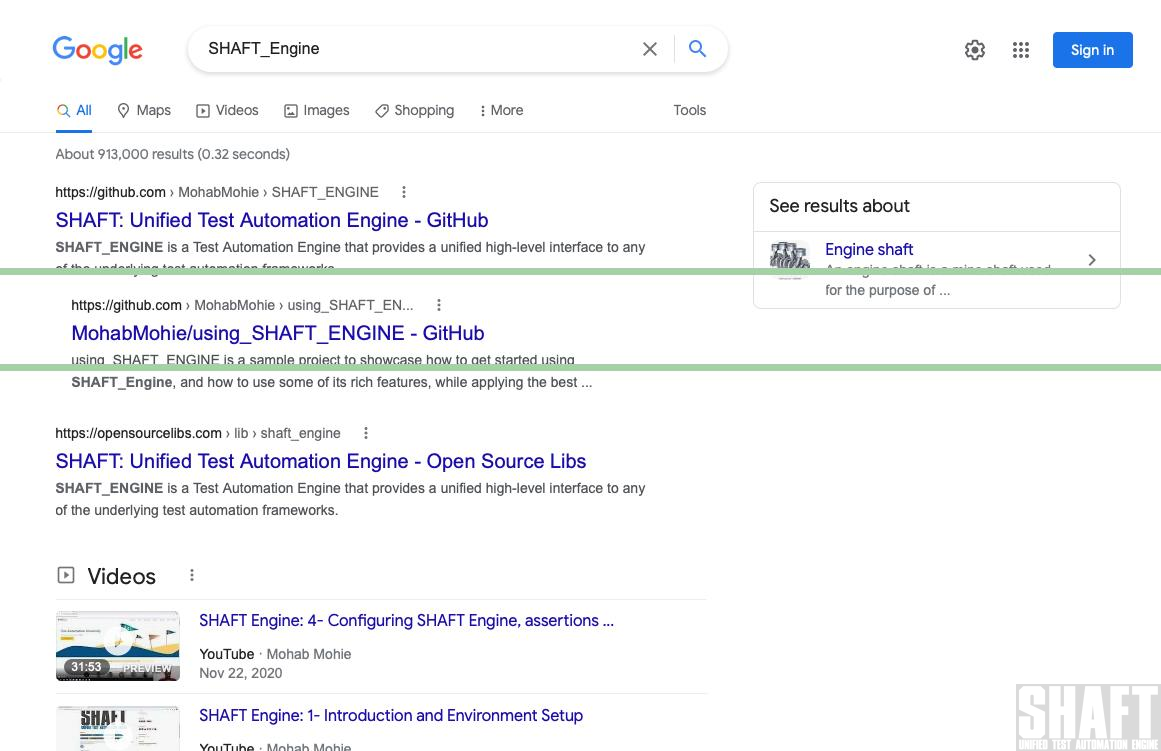 Google
SHAFT_Engine
Sign in
All
Maps
Videos
Images
Shopping
More
Tools
About 913,000 results (0.32 seconds)
https://github.com › MohabMohie › SHAFT_ENGINE
SHAFT: Unified Test Automation Engine - GitHub
SHAFT_ENGINE is a Test Automation Engine that provides a unified high-level interface to any
of the underlying test automation frameworks.
See results about
Engine shaft
An engine shaft is a mine shaft used
for the purpose of ...
https://github.com › MohabMohie › using_SHAFT_EN...
MohabMohie/using_SHAFT_ENGINE - GitHub
using_SHAFT_ENGINE is a sample project to showcase how to get started using
SHAFT_Engine, and how to use some of its rich features, while applying the best ...
https://opensourcelibs.com › lib › shaft_engine
SHAFT: Unified Test Automation Engine - Open Source Libs
SHAFT_ENGINE is a Test Automation Engine that provides a unified high-level interface to any
of the underlying test automation frameworks.
Videos
SHAFT Engine: 4- Configuring SHAFT Engine, assertions ...
31:53
PREVIEW
YouTube · Mohab Mohie
Nov 22, 2020
SHAFT
SHAFT Engine: 1- Introduction and Environment Setup
YouTube · Mohab Mohie
SHAFT
UNIFIED TEST AUTOMATION ENGINE